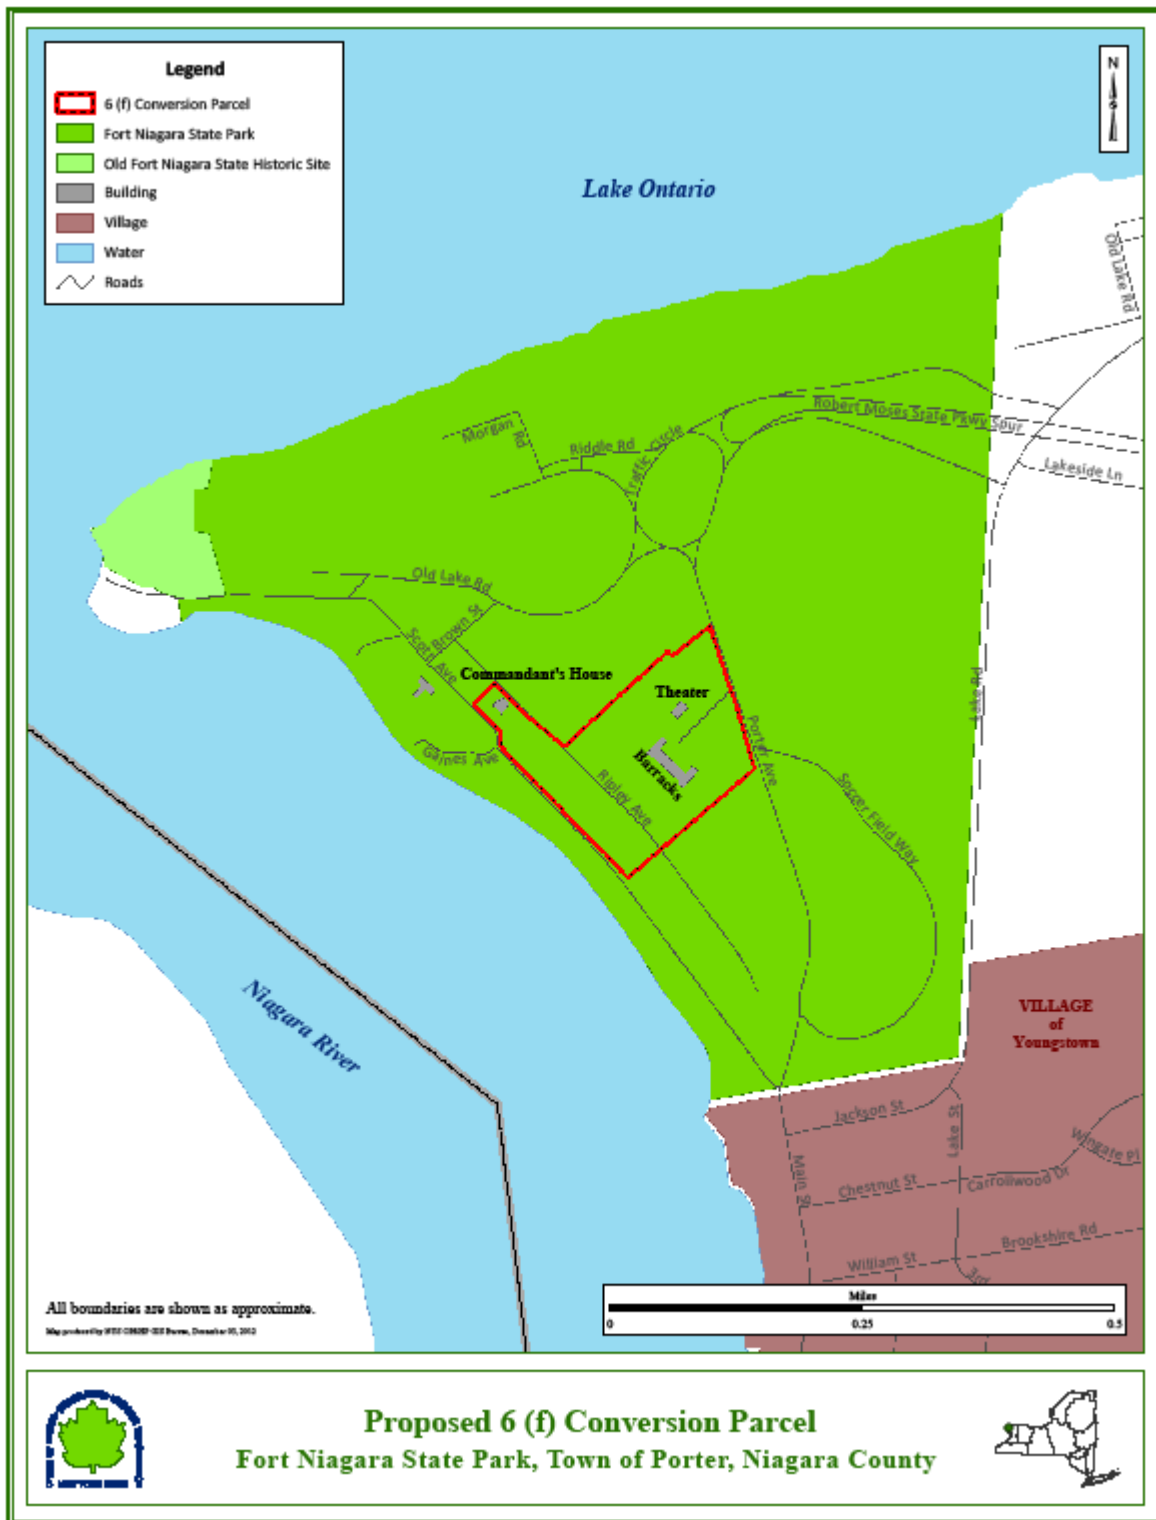 Legend
6 (f) Conversion Parcel
Fort Niagara State Park
Old Fort Niagara State Historic Site
Building
Village
Water
Roads
N
Lake Ontario
Old Lake Rd
Robert Moses State Pkwy Spur
Morgan Rd
Riddle Rd
Traffic Circle
Lakeside Ln
Old Lake Rd
Brown St
Scott Ave
Commandant's House
Theater
Lake Rd
Porter Ave
Gaines Ave
Barracks
Ripley Ave
Soccer Field Way
Niagara River
VILLAGE
of
Youngstown
Jackson St
Lake St
Main St
Wingate Pl
Chestnut St
Carrollwood Dr
Brookshire Rd
William St
3rd
All boundaries are shown as approximate.
Miles
0
0.25
0.5
Proposed 6 (f) Conversion Parcel
Fort Niagara State Park, Town of Porter, Niagara County